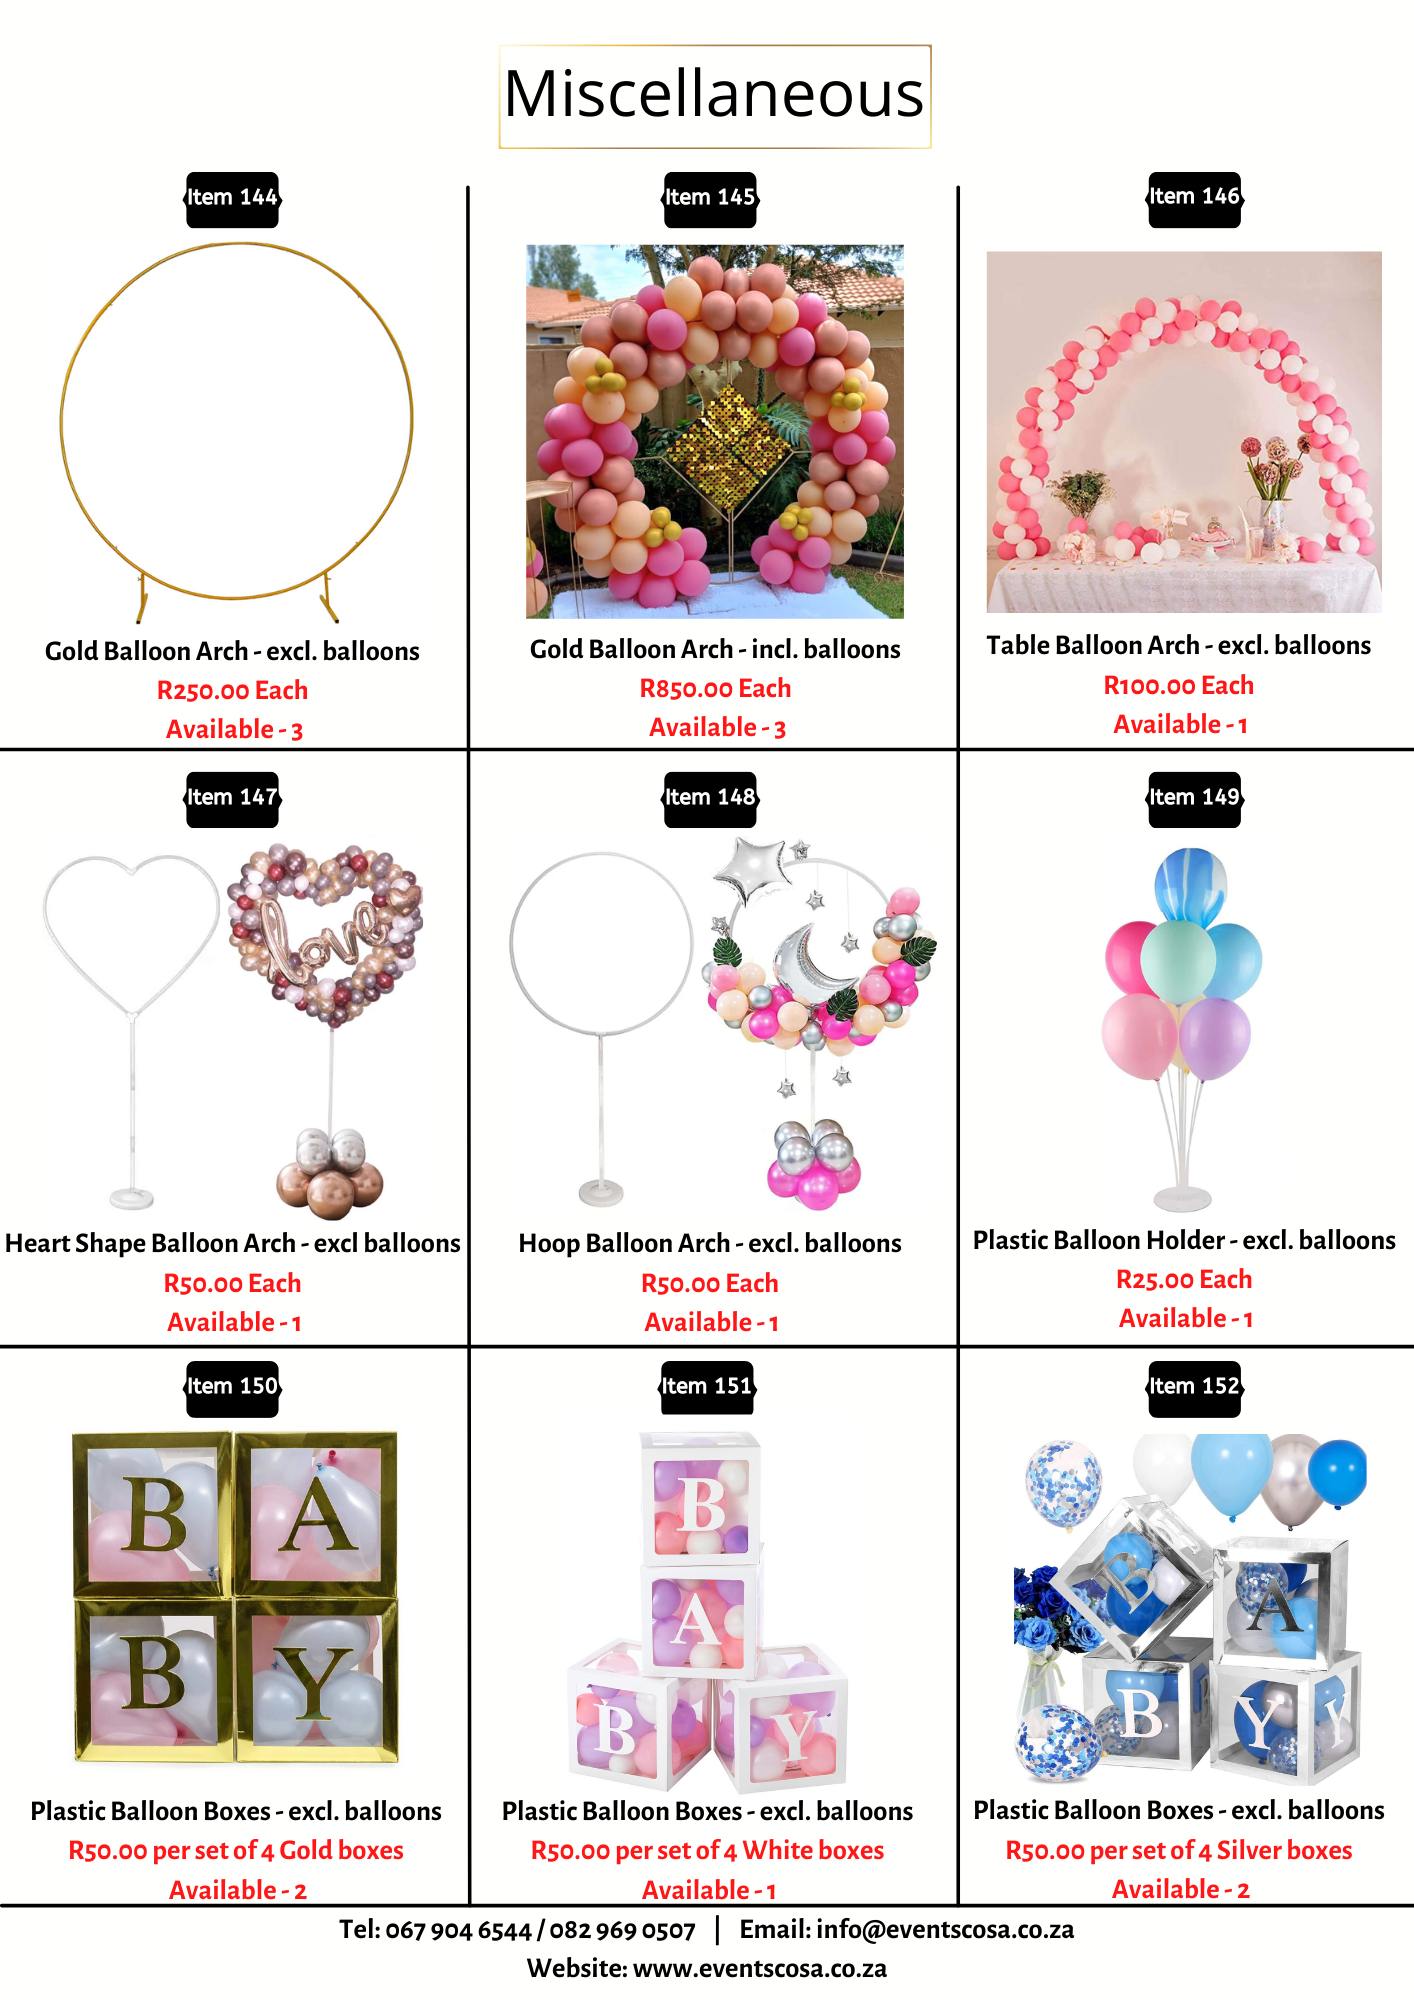 Miscellaneous
Item 144
Gold Balloon Arch - excl. balloons
R250.00 Each
Available - 3
Item 145
Gold Balloon Arch - incl. balloons
R850.00 Each
Available - 3
Item 146
Table Balloon Arch - excl. balloons
R100.00 Each
Available - 1
Item 147
love
Heart Shape Balloon Arch - excl balloons
R50.00 Each
Available - 1
Item 148
Hoop Balloon Arch - excl. balloons
R50.00 Each
Available - 1
Item 149
Plastic Balloon Holder - excl. balloons
R25.00 Each
Available - 1
Item 150
B A
B Y
Plastic Balloon Boxes - excl. balloons
R50.00 per set of 4 Gold boxes
Available - 2
Item 151
B
A
B Y
Plastic Balloon Boxes - excl. balloons
R50.00 per set of 4 White boxes
Available - 1
Item 152
B A
B Y Y
Plastic Balloon Boxes - excl. balloons
R50.00 per set of 4 Silver boxes
Available - 2
Tel: 067 904 6544 / 082 969 0507 | Email: info@eventscosa.co.za
Website: www.eventscosa.co.za